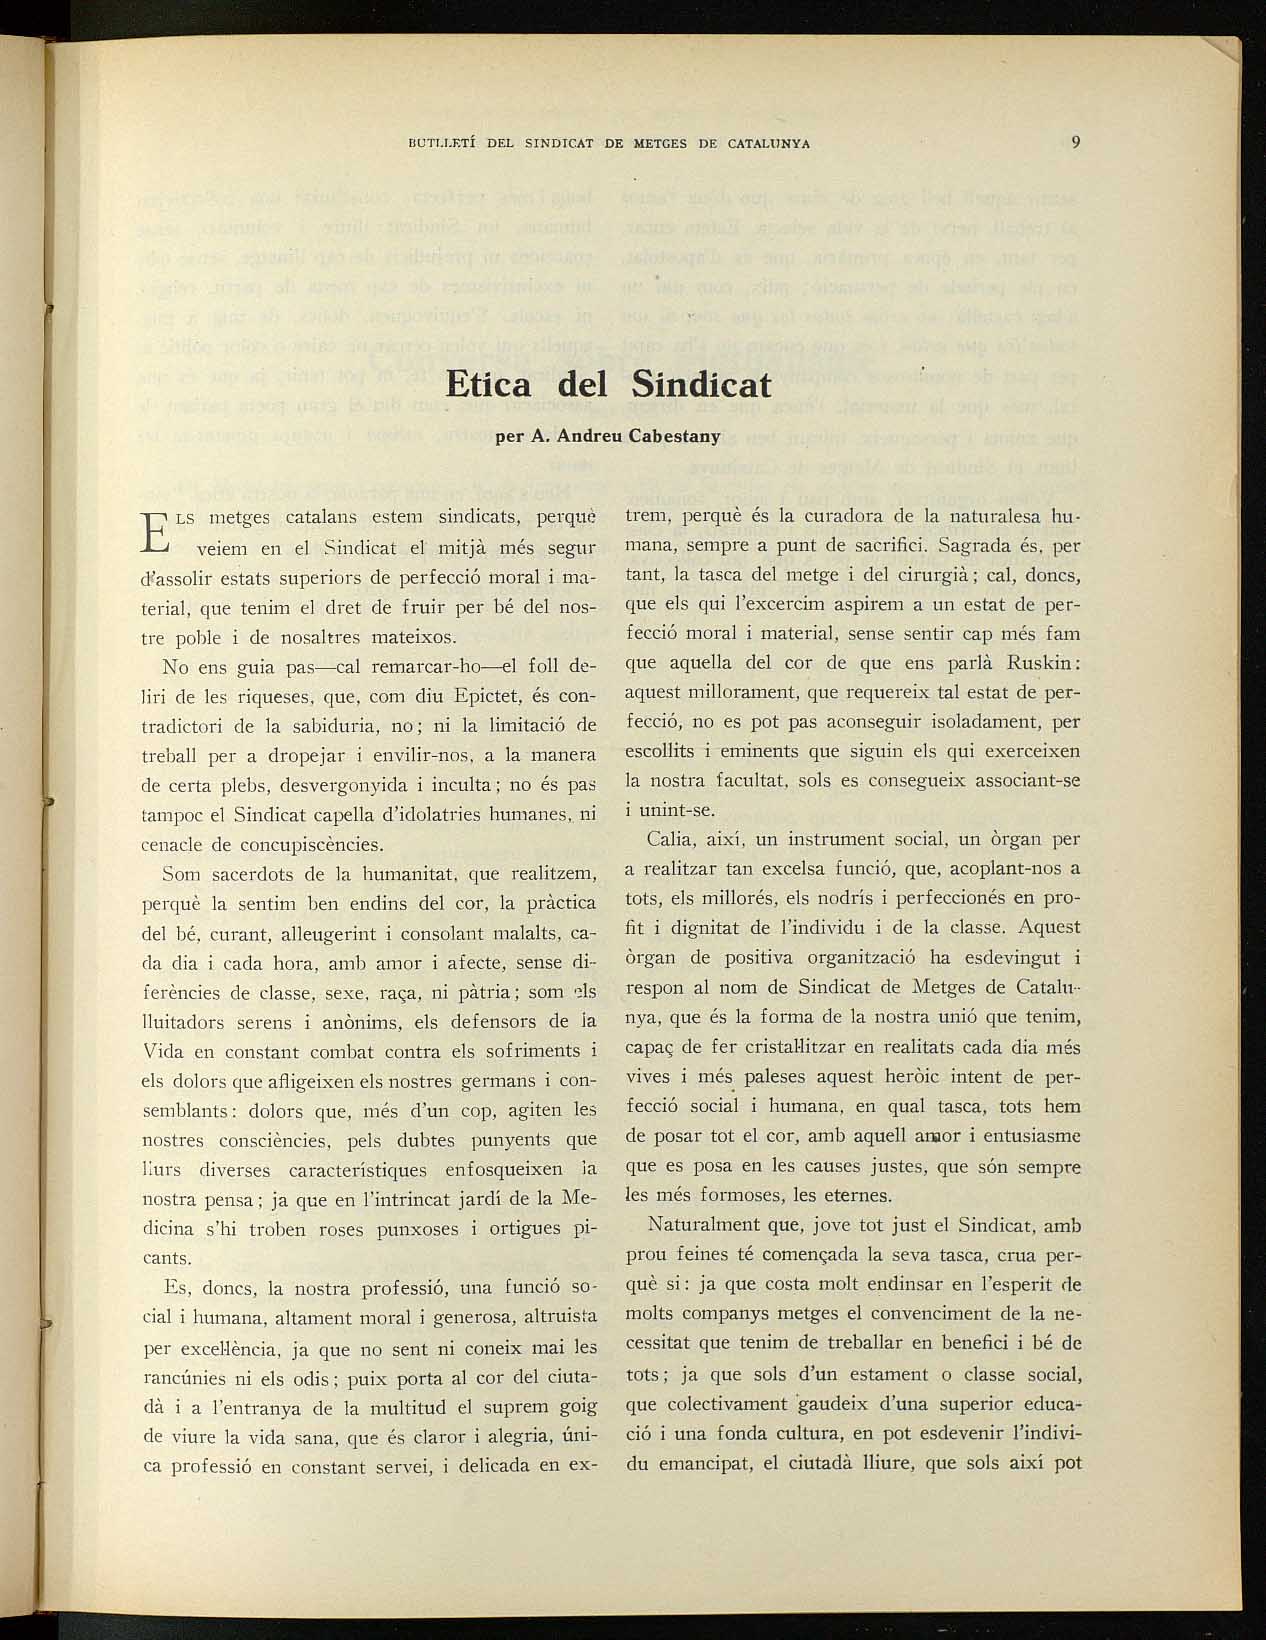 BUTLLETÍ DEL SINDICAT DE METGES DE CATALUNYA 9
Etica del Sindicat
per A. Andreu Cabestany
ELS metges catalans estem sindicats, perquè
veiem en el Sindicat el mitjà més segur
d'assolir estats superiors de perfecció moral i ma-
terial, que tenim el dret de fruir per bé del nos-
tre poble i de nosaltres mateixos.
No ens guia pas—cal remarcar-ho—el foll de-
liri de les riqueses, que, com diu Epictet, és con-
tradictori de la sabiduria, no; ni la limitació de
treball per a dropejar i envilir-nos, a la manera
de certa plebs, desvergonyida i inculta; no és pas
tampoc el Sindicat capella d'idolatries humanes, ni
cenacle de concupiscències.
Som sacerdots de la humanitat, que realitzem,
perquè la sentim ben endins del cor, la pràctica
del bé, curant, alleugerint i consolant malalts, ca-
da dia i cada hora, amb amor i afecte, sense di-
ferències de classe, sexe, raça, ni pàtria; som els
lluitadors serens i anònims, els defensors de la
Vida en constant combat contra els sofriments i
els dolors que afligeixen els nostres germans i con-
semblants: dolors que, més d'un cop, agiten les
nostres consciències, pels dubtes punyents que
llurs diverses característiques enfosqueixen la
nostra pensa; ja que en l'intrincat jardí de la Me-
dicina s'hi troben roses punxoses i ortigues pi-
cants.
Es, doncs, la nostra professió, una funció so-
cial i humana, altament moral i generosa, altruista
per excel·lència, ja que no sent ni coneix mai les
rancúnies ni els odis; puix porta al cor del ciuta-
dà i a l'entranya de la multitud el suprem goig
de viure la vida sana, que és claror i alegria, úni-
ca professió en constant servei, i delicada en ex-
trem, perquè és la curadora de la naturalesa hu-
mana, sempre a punt de sacrifici. Sagrada és, per
tant, la tasca del metge i del cirurgià; cal, doncs,
que els qui l'excercim aspirem a un estat de per-
fecció moral i material, sense sentir cap més fam
que aquella del cor de que ens parlà Ruskin:
aquest millorament, que requereix tal estat de per-
fecció, no es pot pas aconseguir isoladament, per
escollits i eminents que siguin els qui exerceixen
la nostra facultat, sols es consegueix associant-se
i unint-se.
Calia, així, un instrument social, un òrgan per
a realitzar tan excelsa funció, que, acoplant-nos a
tots, els millorés, els nodrís i perfeccionés en pro-
fit i dignitat de l'individu i de la classe. Aquest
òrgan de positiva organització ha esdevingut i
respon al nom de Sindicat de Metges de Catalu-
nya, que és la forma de la nostra unió que tenim,
capaç de fer cristal·litzar en realitats cada dia més
vives i més paleses aquest heròic intent de per-
fecció social i humana, en qual tasca, tots hem
de posar tot el cor, amb aquell amor i entusiasme
que es posa en les causes justes, que són sempre
les més formoses, les eternes.
Naturalment que, jove tot just el Sindicat, amb
prou feines té començada la seva tasca, crua per-
què si: ja que costa molt endinsar en l'esperit de
molts companys metges el convenciment de la ne-
cessitat que tenim de treballar en benefici i bé de
tots; ja que sols d'un estament o classe social,
que colectivament gaudeix d'una superior educa-
ció i una fonda cultura, en pot esdevenir l'indivi-
du emancipat, el ciutadà lliure, que sols així pot